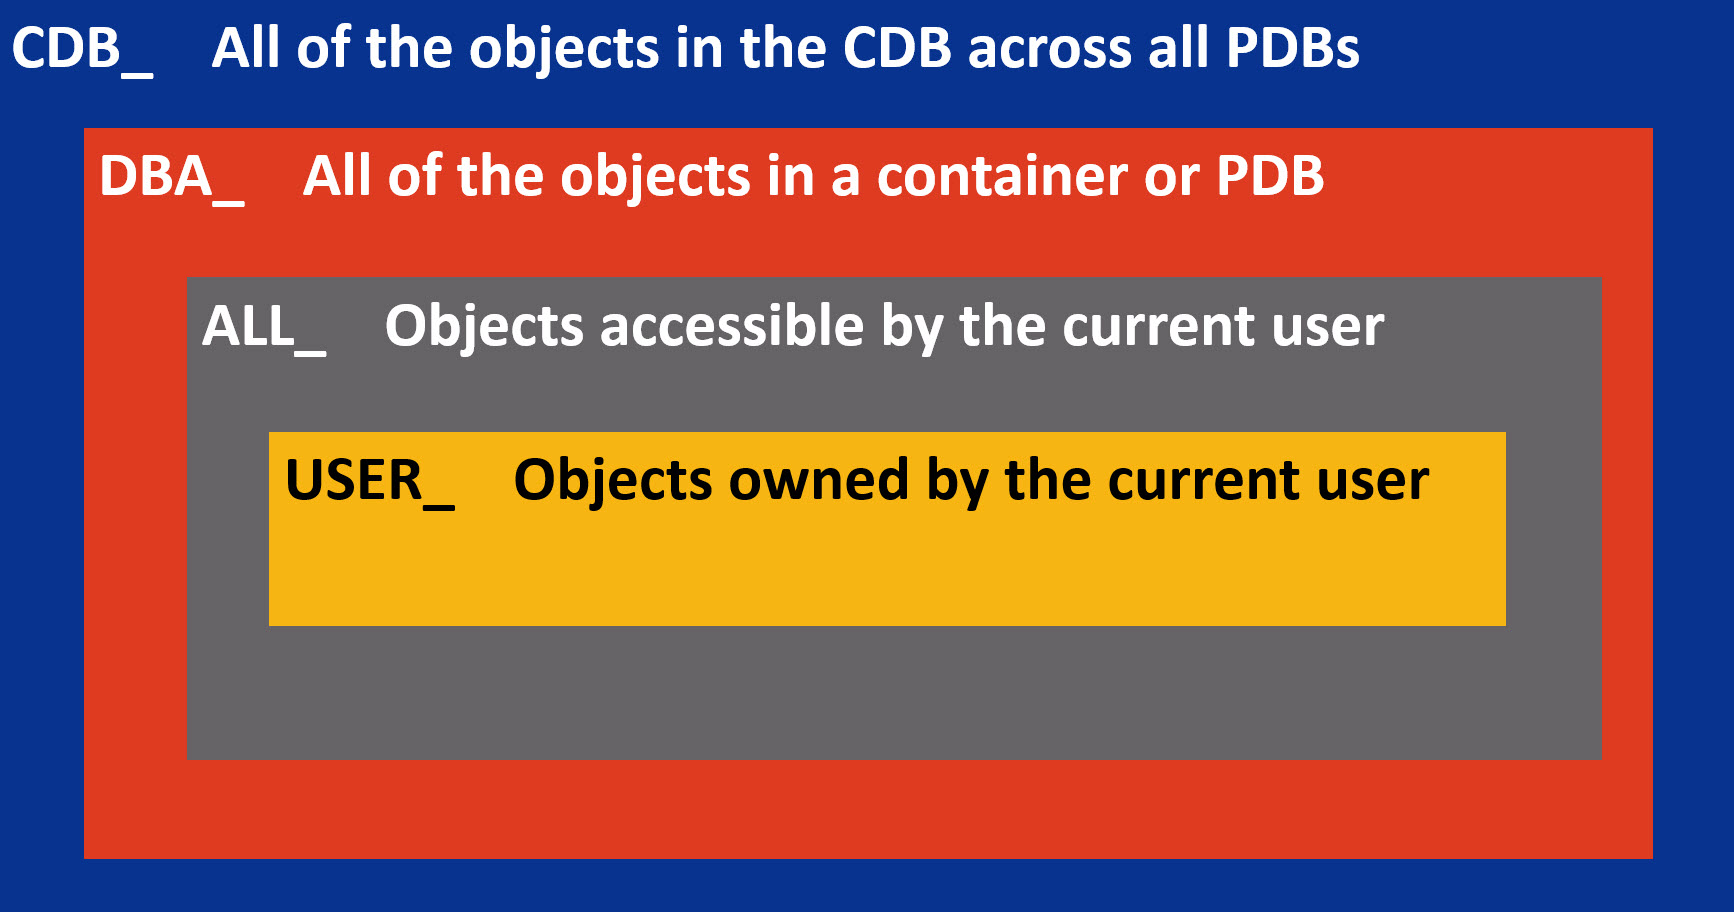 CDB_ All of the objects in the CDB across all PDBs
DBA_ All of the objects in a container or PDB
ALL_ Objects accessible by the current user
USER_ Objects owned by the current user